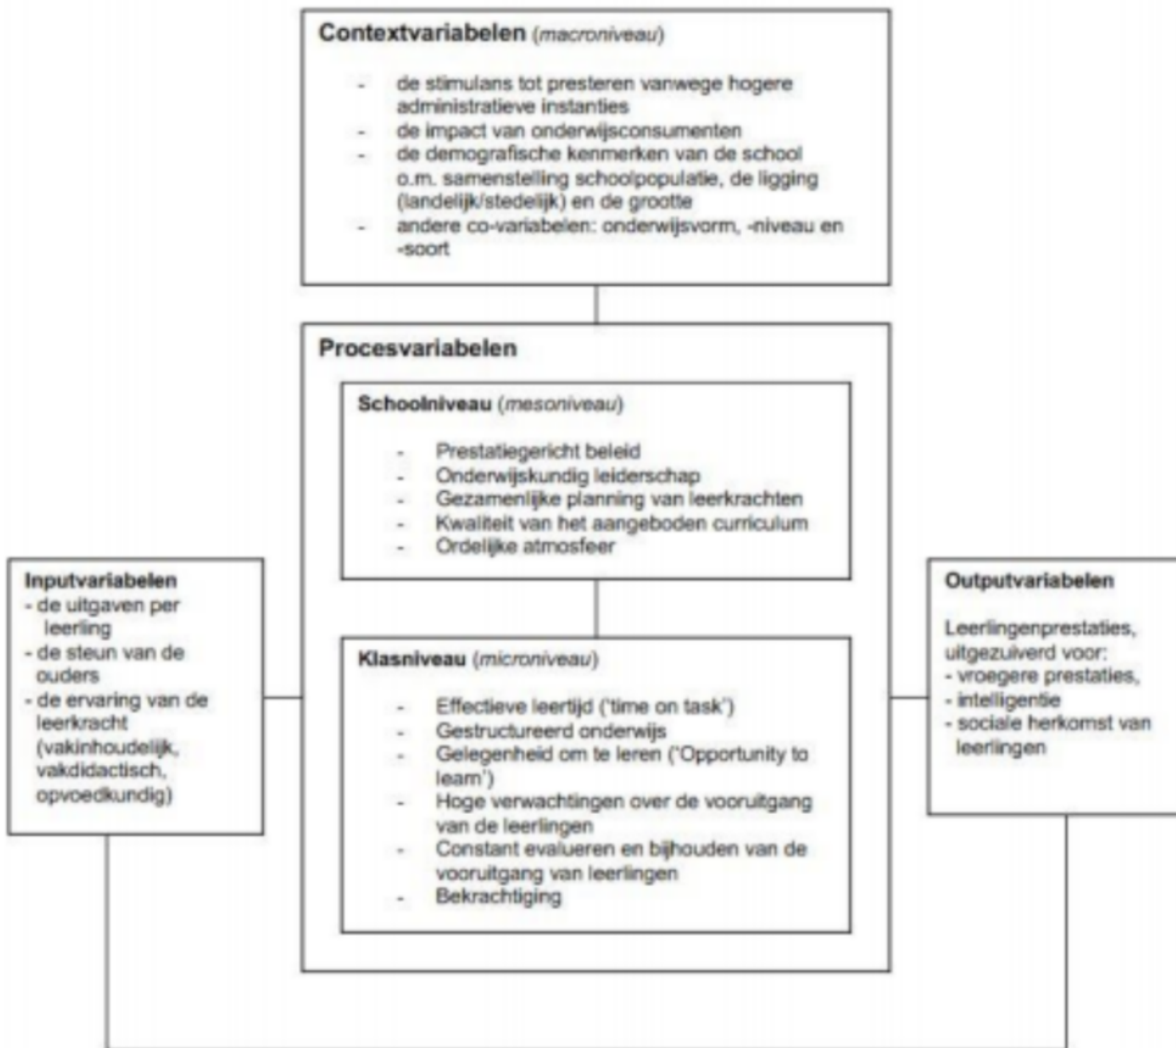 Contextvariabelen (macroniveau)
- de stimulans tot presteren vanwege hogere
administratieve instanties
- de impact van onderwijsconsumenten
- de demografische kenmerken van de school
o.m. samenstelling schoolpopulatie, de ligging
(landelijk/stedelijk) en de grootte
- andere co-variabelen: onderwijsvorm, -niveau en
-soort
Procesvariabelen
Schoolniveau (mesoniveau)
- Prestatiegericht beleid
- Onderwijskundig leiderschap
- Gezamenlijke planning van leerkrachten
- Kwaliteit van het aangeboden curriculum
- Ordelijke atmosfeer
Inputvariabelen
- de uitgaven per
leerling
- de steun van de
ouders
- de ervaring van de
leerkracht
(vakinhoudelijk,
vakdidactisch,
opvoedkundig)
Klasniveau (microniveau)
- Effectieve leertijd ('time on task')
- Gestructureerd onderwijs
- Gelegenheid om te leren ('Opportunity to
learn')
- Hoge verwachtingen over de vooruitgang
van de leerlingen
- Constant evalueren en bijhouden van de
vooruitgang van leerlingen
- Bekrachtiging
Outputvariabelen
Leerlingenprestaties,
uitgezuiverd voor:
- vroegere prestaties,
- intelligentie
- sociale herkomst van
leerlingen